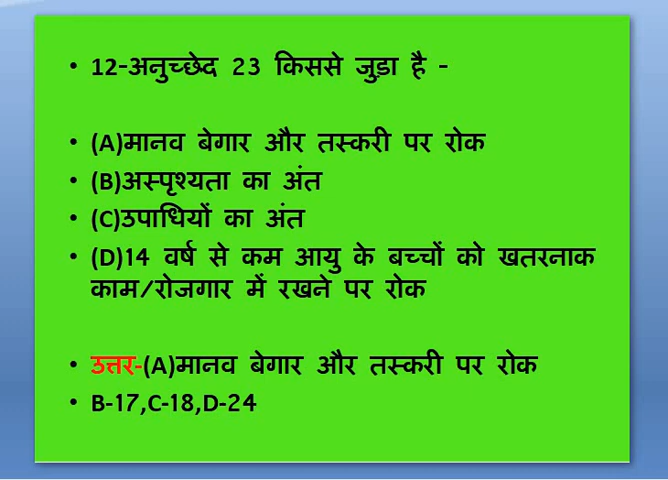 • 12-अनुच्छेद 23 किससे जुड़ा है -
• (A)मानव बेगार और तस्करी पर रोक
• (B)अस्पृश्यता का अंत
• (C)उपाधियों का अंत
• (D)14 वर्ष से कम आयु के बच्चों को खतरनाक
काम/रोजगार में रखने पर रोक
• उत्तर-(A)मानव बेगार और तस्करी पर रोक
• B-17,C-18,D-24